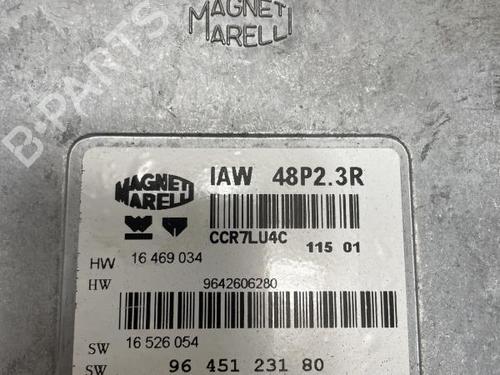 MAGNETI
MARELLI
B-PARTS
MAGNETI
MARELLI
IAW 48P2.3R
CCR7LU4C
115 01
HW 16 469 034
HW 9642606280
SW 16 526 054
SW 96 451 231 80